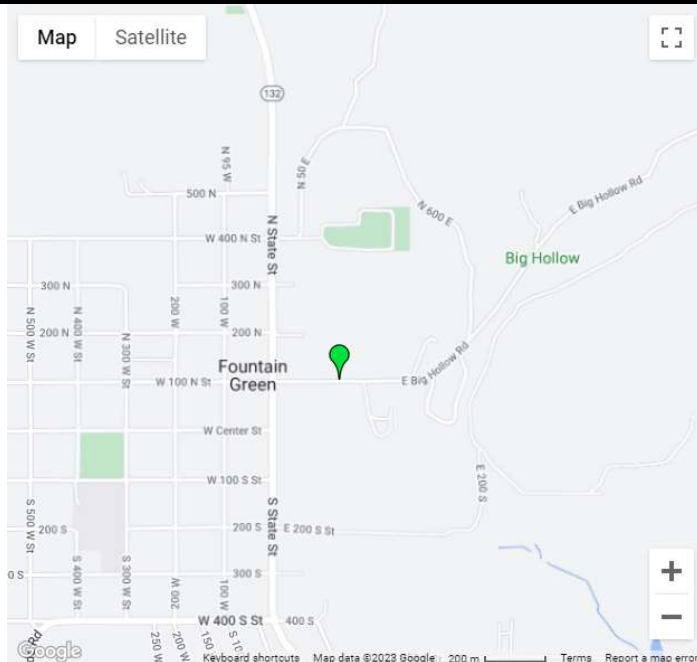 Map
Satellite
132
N 95 W
N 50 E
500 N
E Big Hollow Rd
N 600 E
W 400 N St
N State St
Big Hollow
300 N
300 N
N 500 W St
N 400 W St
N 300 W St
200 W
100 W
200 N
200 N
Fountain
Green
E Big Hollow Rd
W 100 N St
W Center St
W 100 S St
E 200 S
S 500 W St
S State St
200 S
200 S
E 200 S St
S 400 W St
S 300 W St
200 W
100 W
300 S
W 400 S St
400 S
250 W
200 W
Google
Keyboard shortcuts
Map data ©2023 Google
200 m
Terms
Report a map error